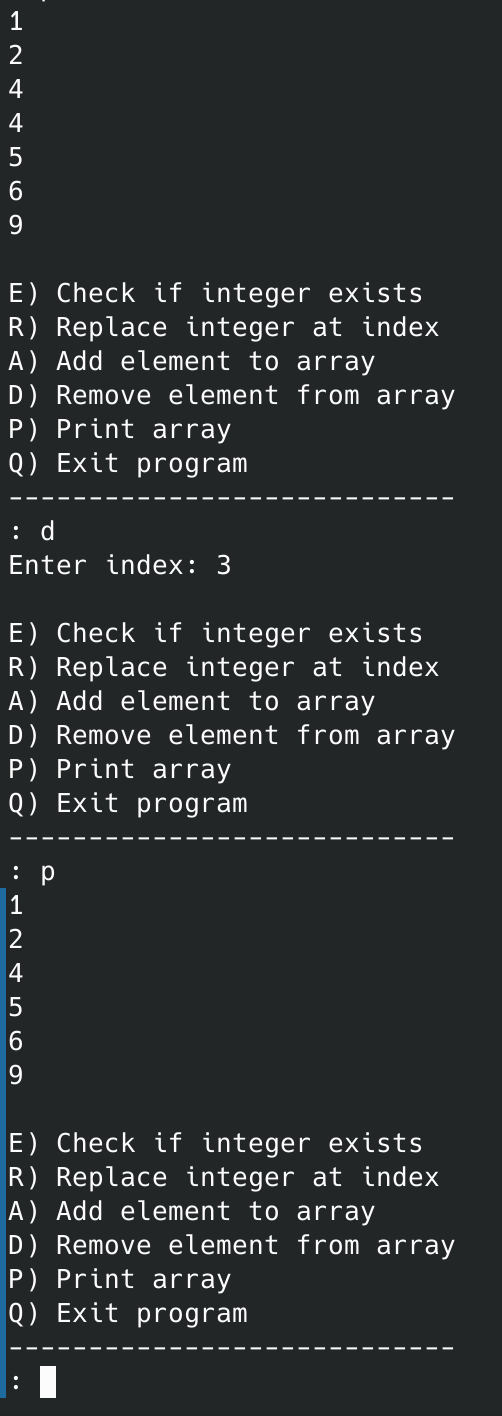 1
2
4
4
5
6
9
E) Check if integer exists
R) Replace integer at index
A) Add element to array
D) Remove element from array
P) Print array
Q) Exit program
----------------------------
: d
Enter index: 3
E) Check if integer exists
R) Replace integer at index
A) Add element to array
D) Remove element from array
P) Print array
Q) Exit program
----------------------------
: p
1
2
4
5
6
9
E) Check if integer exists
R) Replace integer at index
A) Add element to array
D) Remove element from array
P) Print array
Q) Exit program
----------------------------
: